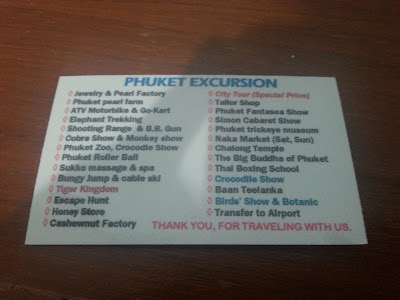 PHUKET EXCURSION
Jewelry & Pearl Factory
Phuket pearl farm
ATV Motorbike & Go-Kart
Elephant Trekking
Shooting Range & B.B. Gun
Cobra Show & Monkey show
Phuket Zoo, Crocodile Show
Phuket Roller Ball
Sukko massage & spa
Bungy Jump & cable ski
Tiger Kingdom
Escape Hunt
Honey Store
Cashewnut Factory
City Tour (Special Price)
Tailor Shop
Phuket Fantasea Show
Simon Cabaret Show
Phuket trickeye museum
Naka Market (Sat, Sun)
Chalong Temple
The Big Buddha of Phuket
Thai Boxing School
Crocodile Show
Baan Teelanka
Birds' Show & Botanic
Transfer to Airport
THANK YOU, FOR TRAVELING WITH US.